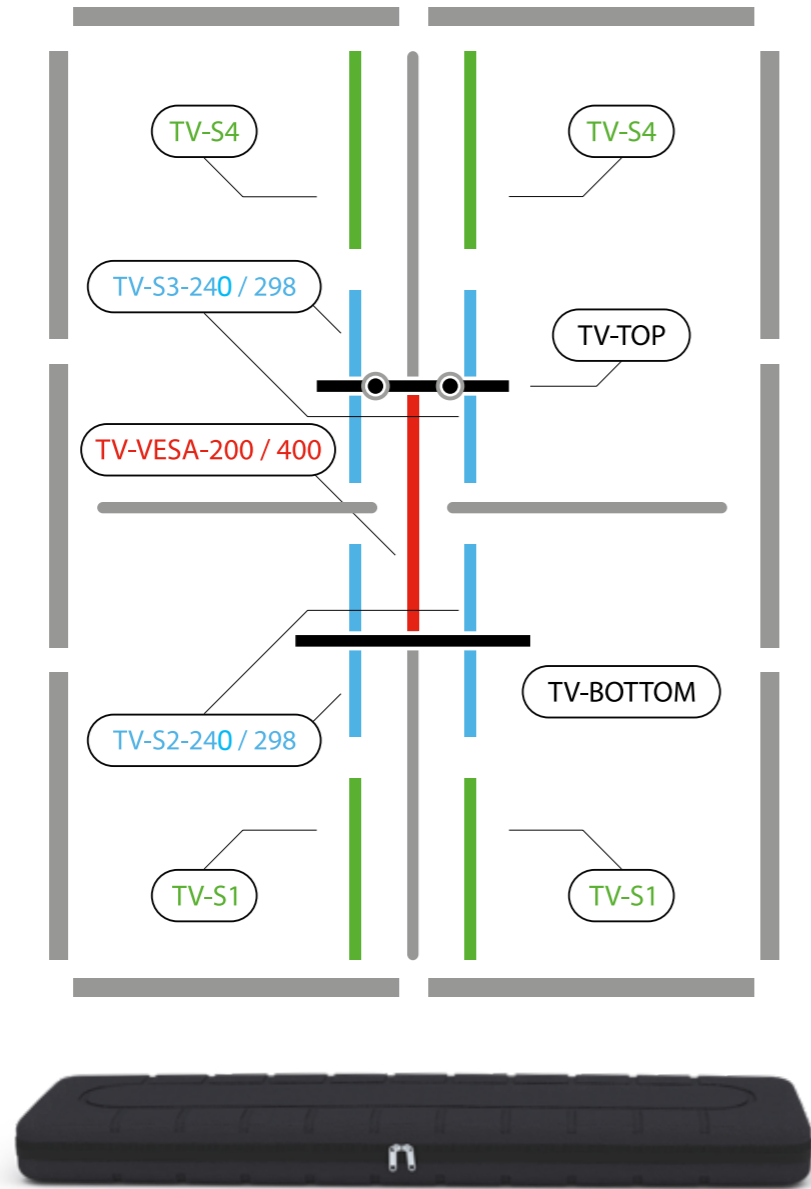 TV-S4
TV-S4
TV-S3-240 / 298
TV-TOP
TV-VESA-200 / 400
TV-BOTTOM
TV-S2-240 / 298
TV-S1
TV-S1